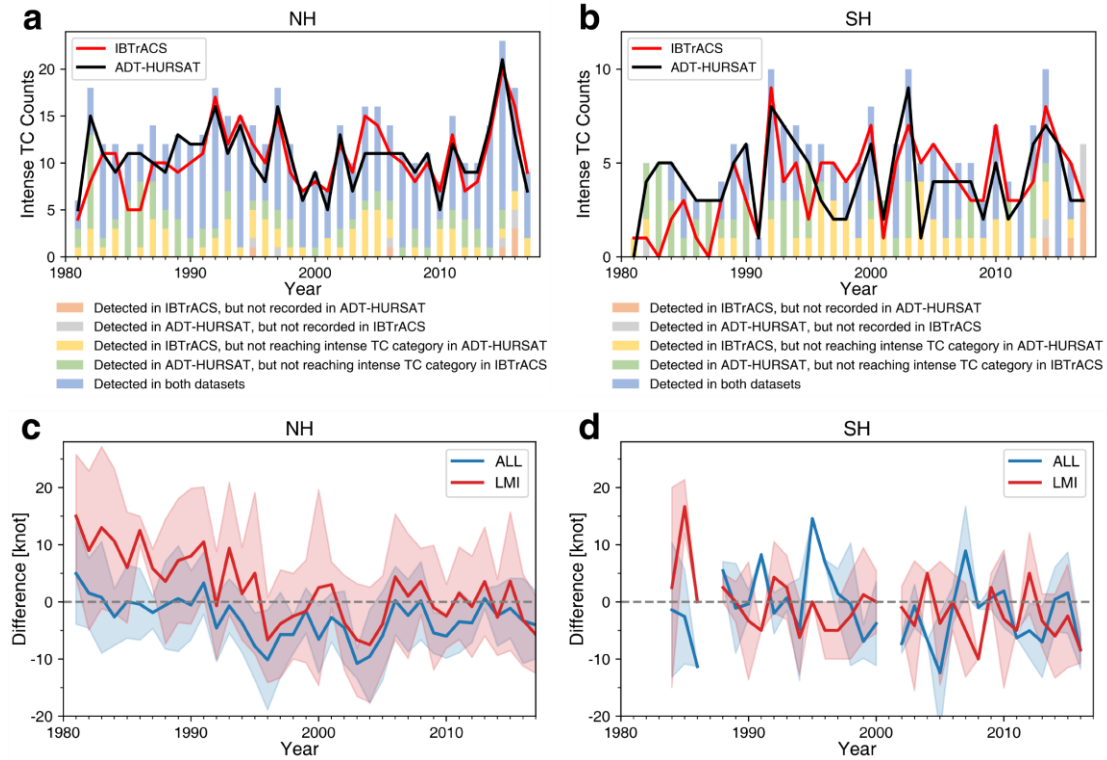 a
NH
IBTrACS
ADT-HURSAT
Intense TC Counts
20
15
10
5
0
1980
1990
2000
2010
Year
b
SH
IBTrACS
ADT-HURSAT
Intense TC Counts
10
5
0
1980
1990
2000
2010
Year
Detected in IBTrACS, but not recorded in ADT-HURSAT
Detected in ADT-HURSAT, but not recorded in IBTrACS
Detected in IBTrACS, but not reaching intense TC category in ADT-HURSAT
Detected in ADT-HURSAT, but not reaching intense TC category in IBTrACS
Detected in both datasets
Detected in IBTrACS, but not recorded in ADT-HURSAT
Detected in ADT-HURSAT, but not recorded in IBTrACS
Detected in IBTrACS, but not reaching intense TC category in ADT-HURSAT
Detected in ADT-HURSAT, but not reaching intense TC category in IBTrACS
Detected in both datasets
c
NH
ALL
LMI
Difference [knot]
20
10
0
-10
-20
1980
1990
2000
2010
Year
d
SH
ALL
LMI
Difference [knot]
20
10
0
-10
-20
1980
1990
2000
2010
Year